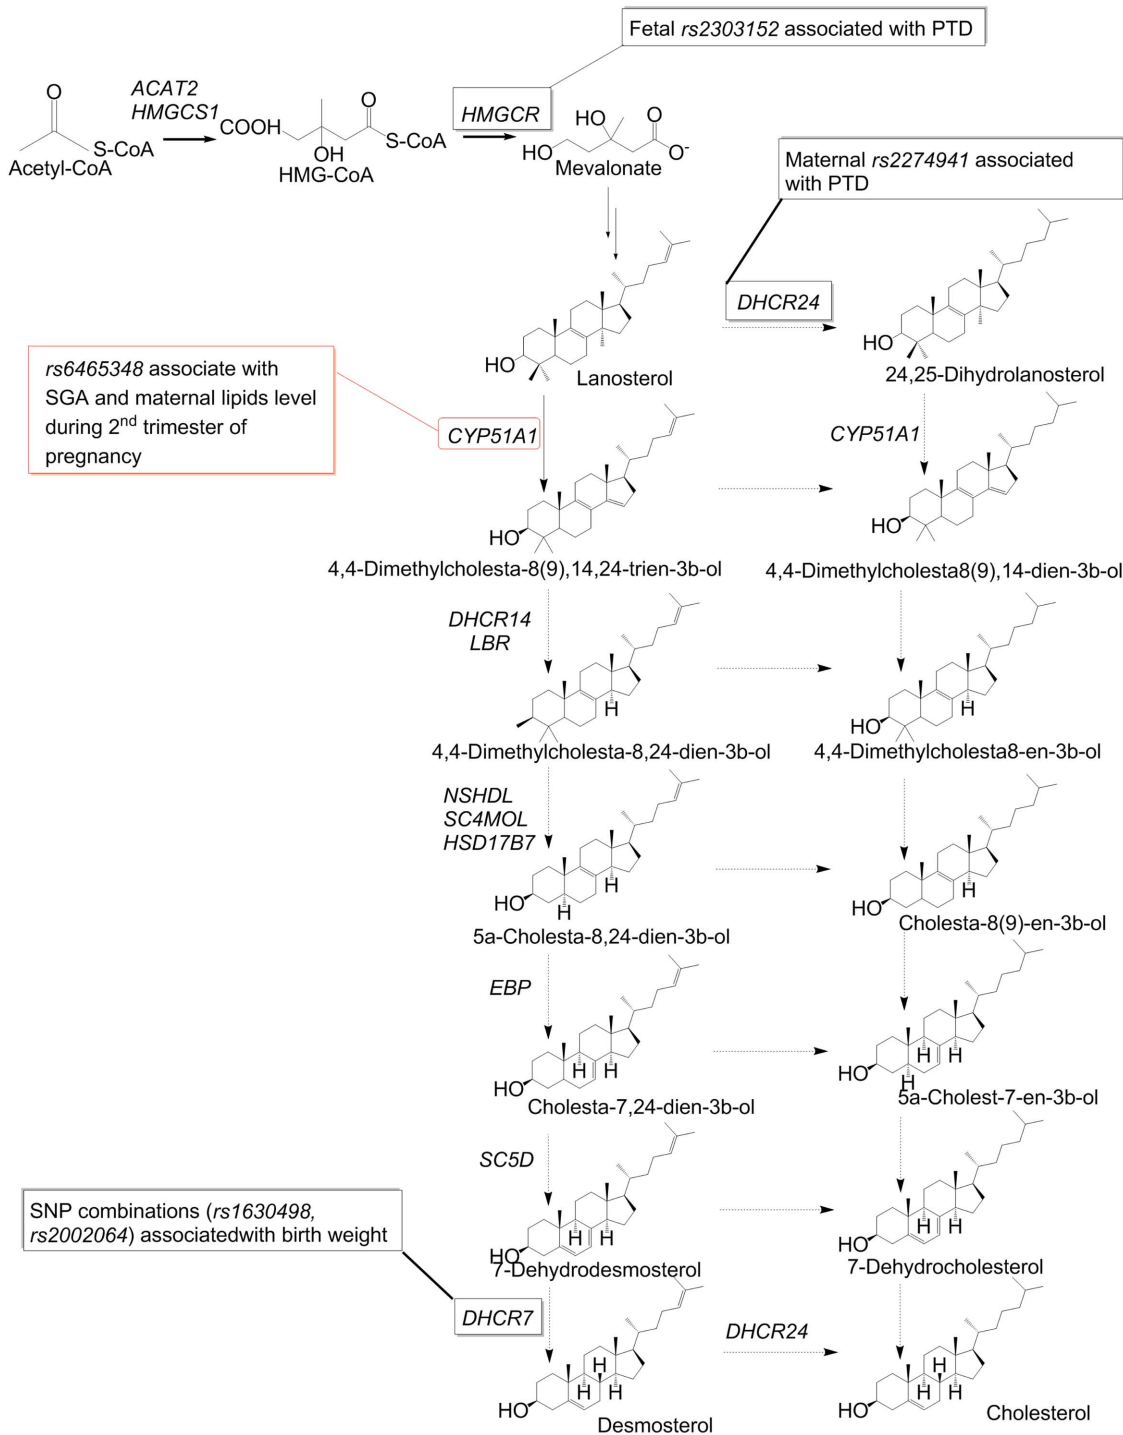 Fetal rs2303152 associated with PTD
ACAT2
HMGCS1
HMGCR
O
S-CoA
Acetyl-CoA
COOH
O
S-CoA
OH
HMG-CoA
HO
HO
O
O-
Mevalonate
Maternal rs2274941 associated
with PTD
DHCR24
HO
Lanosterol
HO
24,25-Dihydrolanosterol
rs6465348 associate with
SGA and maternal lipids level
during 2nd trimester of
pregnancy
CYP51A1
CYP51A1
HO
4,4-Dimethylcholesta-8(9),14,24-trien-3b-ol
HO
4,4-Dimethylcholesta8(9),14-dien-3b-ol
DHCR14
LBR
H
4,4-Dimethylcholesta-8,24-dien-3b-ol
HO
H
4,4-Dimethylcholesta8-en-3b-ol
NSHDL
SC4MOL
HSD17B7
HO
H
H
5a-Cholesta-8,24-dien-3b-ol
HO
H
Cholesta-8(9)-en-3b-ol
EBP
HO
H
H
Cholesta-7,24-dien-3b-ol
HO
H
H
H
5a-Cholest-7-en-3b-ol
SC5D
HO
H
H
7-Dehydrodesmosterol
HO
H
H
7-Dehydrocholesterol
SNP combinations (rs1630498,
rs2002064) associatedwith birth weight
DHCR7
DHCR24
HO
H
H
H
Desmosterol
HO
H
H
H
Cholesterol